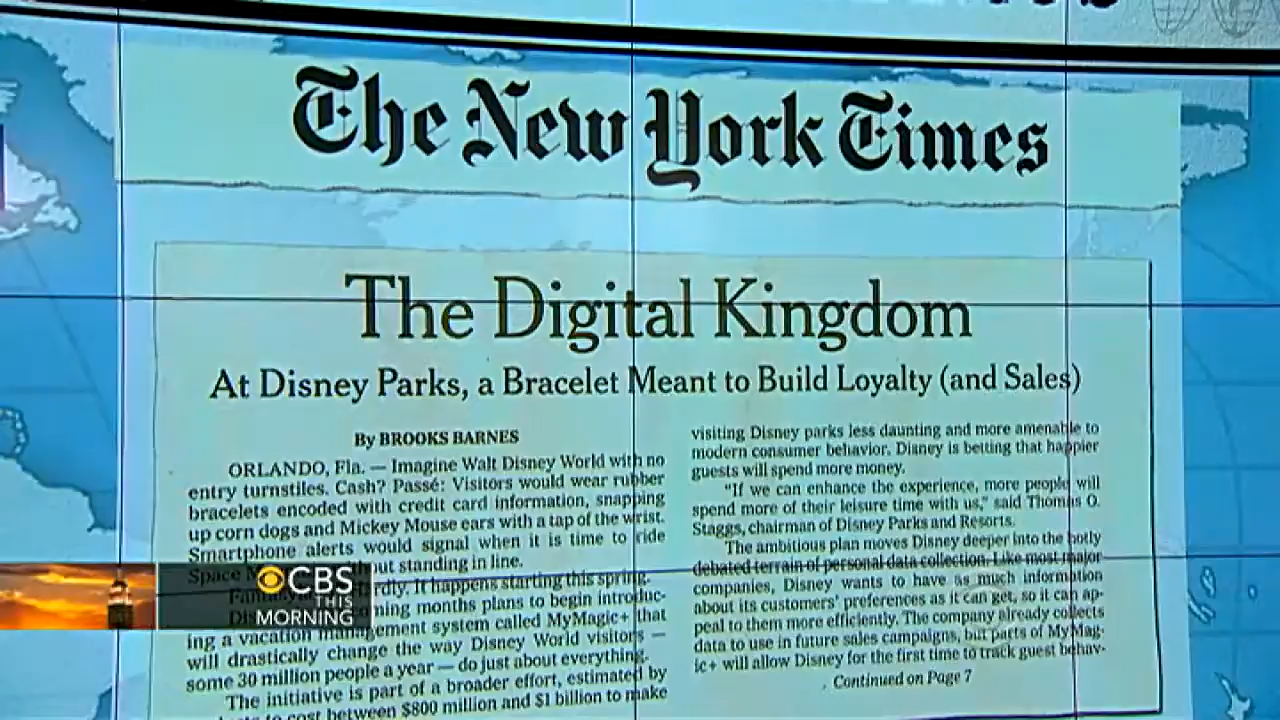 The New York Times
The Digital Kingdom
At Disney Parks, a Bracelet Meant to Build Loyalty (and Sales)
By BROOKS BARNES
ORLANDO, Fla. — Imagine Walt Disney World with no
entry turnstiles. Cash? Passé: Visitors would wear rubber
bracelets encoded with credit card information, snapping
up corn dogs and Mickey Mouse ears with a tap of the wrist.
Smartphone alerts would signal when it is time to ride
Space out standing in line.
It happens starting this spring.
months plans to begin introduc-
ing a vacation management system called MyMagic+ that
will drastically change the way Disney World visitors —
some 30 million people a year — do just about everything.
The initiative is part of a broader effort, estimated by
to cost between $800 million and $1 billion to make
visiting Disney parks less daunting and more amenable to
modern consumer behavior. Disney is betting that happier
guests will spend more money.
"If we can enhance the experience, more people will
spend more of their leisure time with us," said Thomas O.
Staggs, chairman of Disney Parks and Resorts.
The ambitious plan moves Disney deeper into the hotly
debated terrain of personal data collection. Like most major
companies, Disney wants to have as much information
about its customers' preferences as it can get, so it can ap-
peal to them more efficiently. The company already collects
data to use in future sales campaigns, but parts of MyMag-
ic+ will allow Disney for the first time to track guest behav-
Continued on Page 7
CBS
THIS
MORNING